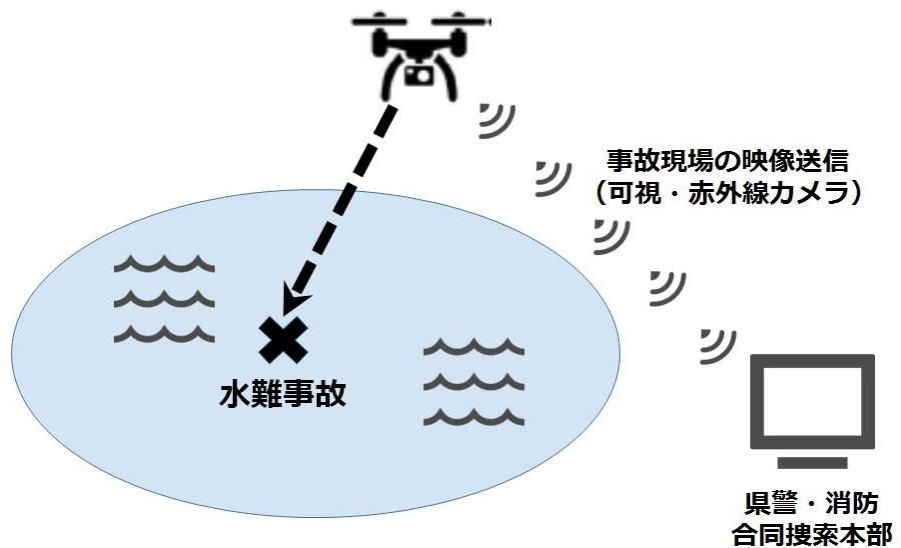 事故現場の映像送信
（可視・赤外線カメラ）
水難事故
県警・消防
合同捜索本部